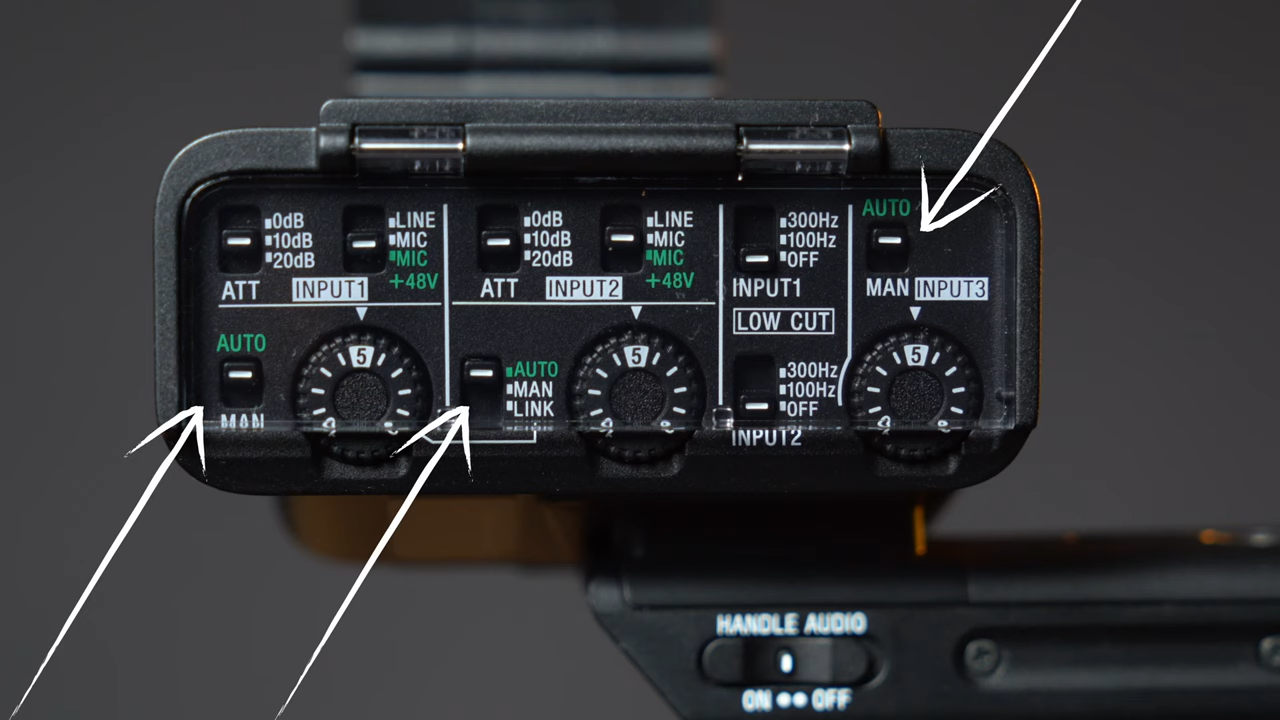 0dB
10dB
20dB
LINE
MIC
MIC
+48V
ATT
INPUT1
0dB
10dB
20dB
LINE
MIC
MIC
+48V
ATT
INPUT2
300Hz
100Hz
OFF
INPUT1
LOW CUT
300Hz
100Hz
OFF
INPUT2
AUTO
MAN
INPUT3
AUTO
MAN
5
AUTO
MAN
LINK
5
5
HANDLE AUDIO
ON OFF